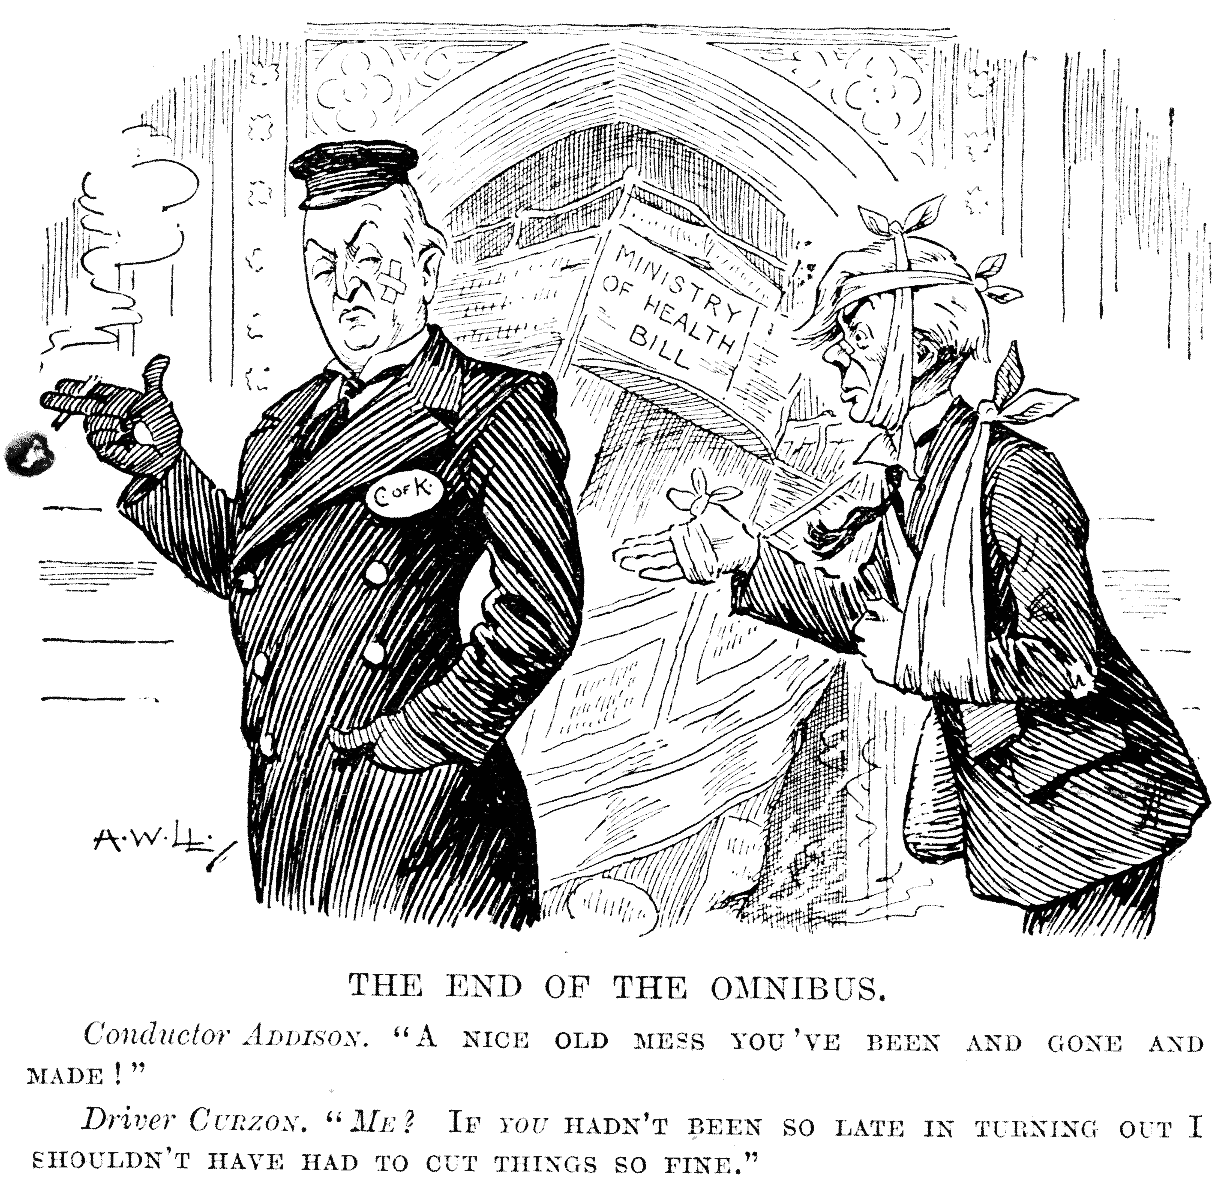 MINISTRY
OF HEALTH
BILL
C OF K.
A.W.LL.
THE END OF THE OMNIBUS.
Conductor ADDISON. "A NICE OLD MESS YOU'VE BEEN AND GONE AND
MADE!"
Driver CURZON. "ME? IF YOU HADN'T BEEN SO LATE IN TURNING OUT I
SHOULDN'T HAVE HAD TO CUT THINGS SO FINE."